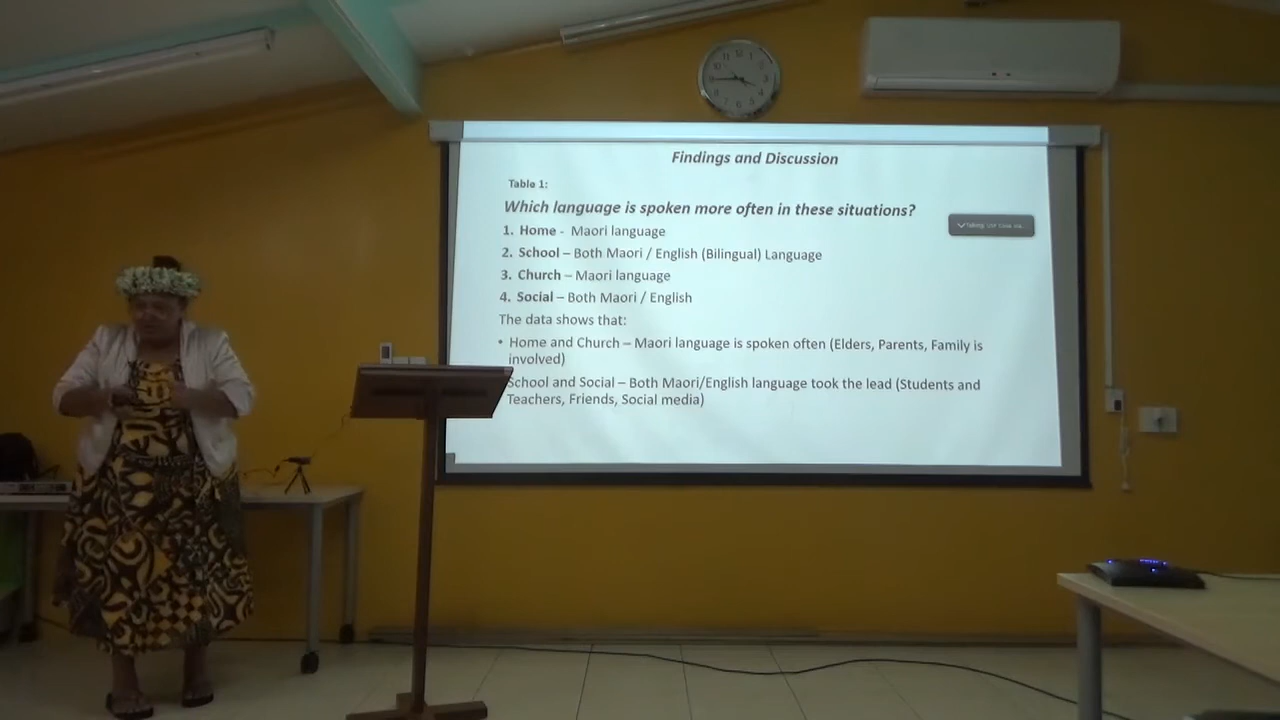 Findings and Discussion
Table 1:
Which language is spoken more often in these situations?
1. Home - Maori language
2. School – Both Maori / English (Bilingual) Language
3. Church – Maori language
4. Social – Both Maori / English
The data shows that:
• Home and Church – Maori language is spoken often (Elders, Parents, Family is
involved)
School and Social – Both Maori/English language took the lead (Students and
Teachers, Friends, Social media)
Talking: